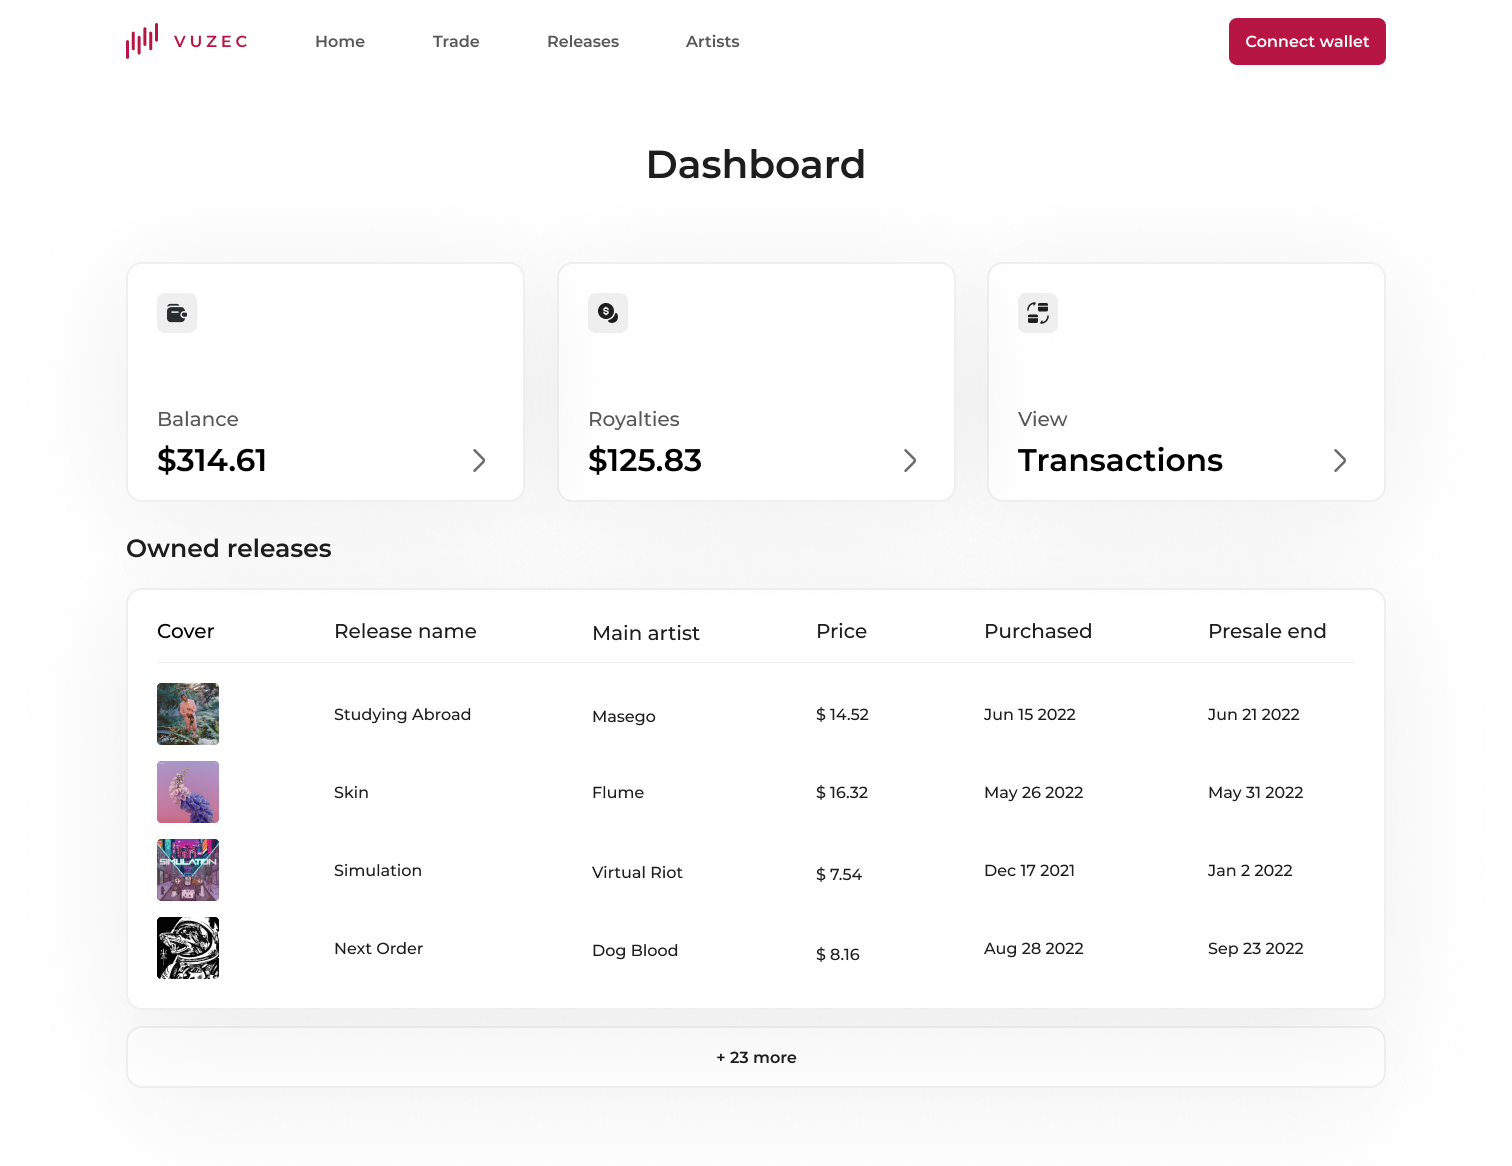 VUZEC Home Trade Releases Artists Connect wallet
Dashboard
Balance
$314.61
Royalties
$125.83
View
Transactions
Owned releases
Cover Release name Main artist Price Purchased Presale end
Studying Abroad Masego $ 14.52 Jun 15 2022 Jun 21 2022
Skin Flume $ 16.32 May 26 2022 May 31 2022
SIMULATION
Simulation Virtual Riot $ 7.54 Dec 17 2021 Jan 2 2022
Next Order Dog Blood $ 8.16 Aug 28 2022 Sep 23 2022
+ 23 more